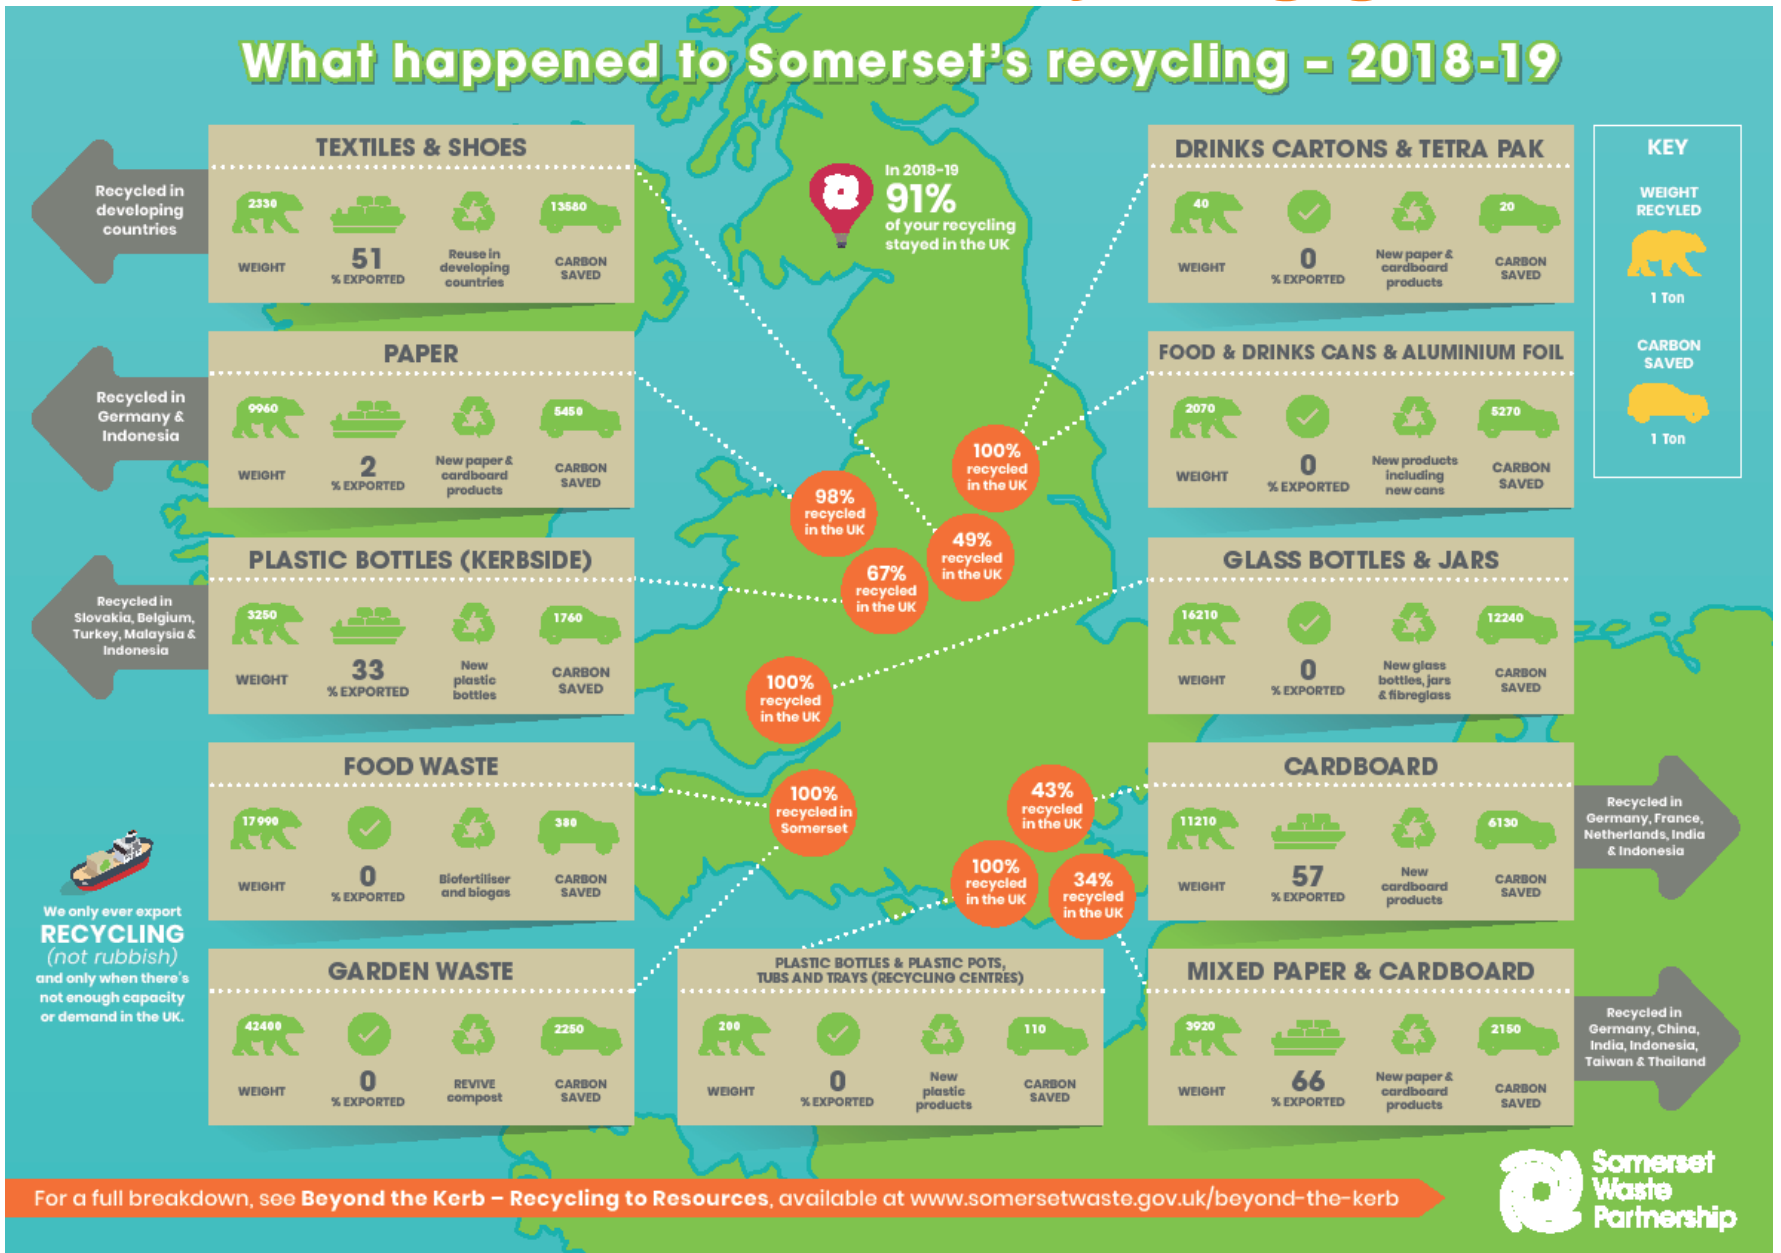 What happened to Somerset's recycling - 2018-19
TEXTILES & SHOES
Recycled in
developing
countries
2330
WEIGHT
51
% EXPORTED
Reuse in
developing
countries
13580
CARBON
SAVED
In 2018-19
91%
of your recycling
stayed in the UK
DRINKS CARTONS & TETRA PAK
40
WEIGHT
0
% EXPORTED
New paper &
cardboard
products
20
CARBON
SAVED
KEY
WEIGHT
RECYLED
1 Ton
CARBON
SAVED
1 Ton
PAPER
Recycled in
Germany &
Indonesia
9960
WEIGHT
2
% EXPORTED
New paper &
cardboard
products
5450
CARBON
SAVED
FOOD & DRINKS CANS & ALUMINIUM FOIL
2070
WEIGHT
0
% EXPORTED
New products
including
new cans
5270
CARBON
SAVED
100%
recycled
in the UK
98%
recycled
in the UK
49%
recycled
in the UK
67%
recycled
in the UK
PLASTIC BOTTLES (KERBSIDE)
Recycled in
Slovakia, Belgium,
Turkey, Malaysia &
Indonesia
3250
WEIGHT
33
% EXPORTED
New
plastic
bottles
1760
CARBON
SAVED
GLASS BOTTLES & JARS
16210
WEIGHT
0
% EXPORTED
New glass
bottles, jars
& fibreglass
12240
CARBON
SAVED
100%
recycled
in the UK
FOOD WASTE
17990
WEIGHT
0
% EXPORTED
Biofertiliser
and biogas
380
CARBON
SAVED
100%
recycled in
Somerset
43%
recycled
in the UK
100%
recycled
in the UK
34%
recycled
in the UK
CARDBOARD
11210
WEIGHT
57
% EXPORTED
New
cardboard
products
6130
CARBON
SAVED
Recycled in
Germany, France,
Netherlands, India
& Indonesia
We only ever export
RECYCLING
(not rubbish)
and only when there's
not enough capacity
or demand in the UK.
GARDEN WASTE
42400
WEIGHT
0
% EXPORTED
REVIVE
compost
2250
CARBON
SAVED
PLASTIC BOTTLES & PLASTIC POTS,
TUBS AND TRAYS (RECYCLING CENTRES)
200
WEIGHT
0
% EXPORTED
New
plastic
products
110
CARBON
SAVED
MIXED PAPER & CARDBOARD
3920
WEIGHT
66
% EXPORTED
New paper &
cardboard
products
2150
CARBON
SAVED
Recycled in
Germany, China,
India, Indonesia,
Taiwan & Thailand
For a full breakdown, see Beyond the Kerb – Recycling to Resources, available at www.somersetwaste.gov.uk/beyond-the-kerb
Somerset
Waste
Partnership